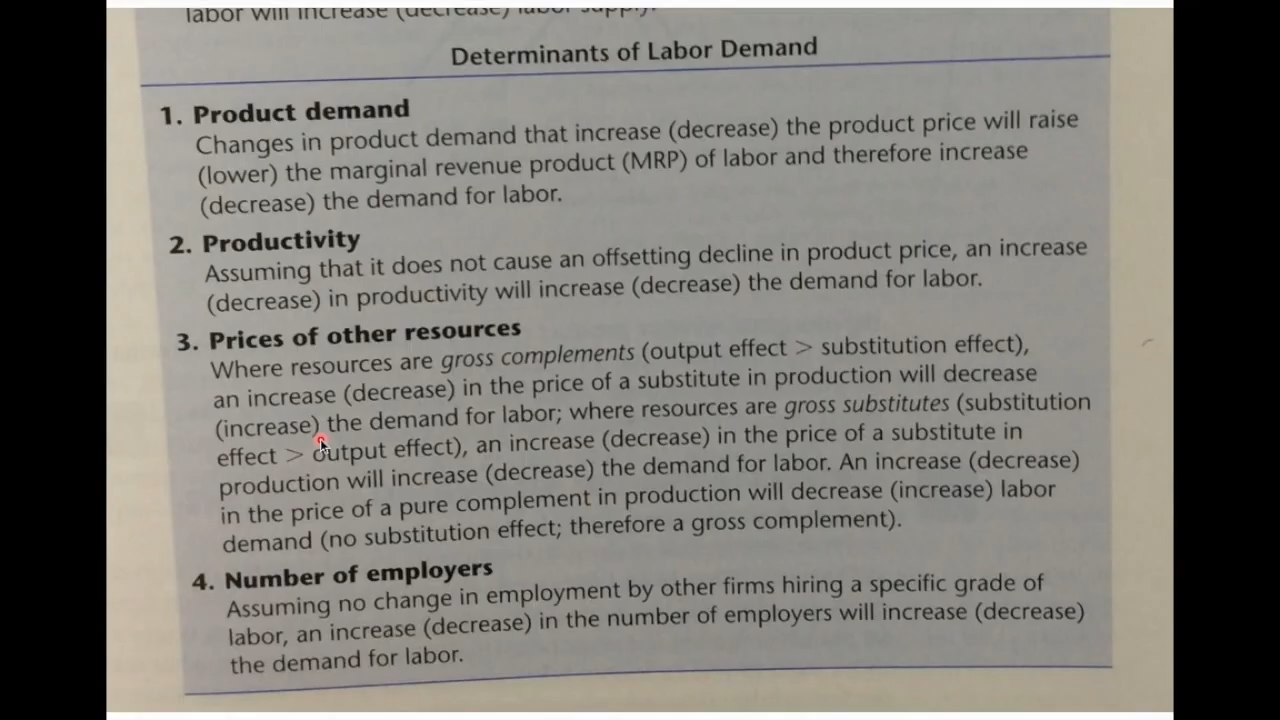 labor will increase (decrease) labor supply.
Determinants of Labor Demand
1. Product demand
Changes in product demand that increase (decrease) the product price will raise
(lower) the marginal revenue product (MRP) of labor and therefore increase
(decrease) the demand for labor.
2. Productivity
Assuming that it does not cause an offsetting decline in product price, an increase
(decrease) in productivity will increase (decrease) the demand for labor.
3. Prices of other resources
Where resources are gross complements (output effect > substitution effect),
an increase (decrease) in the price of a substitute in production will decrease
(increase) the demand for labor; where resources are gross substitutes (substitution
effect > output effect), an increase (decrease) in the price of a substitute in
production will increase (decrease) the demand for labor. An increase (decrease)
in the price of a pure complement in production will decrease (increase) labor
demand (no substitution effect; therefore a gross complement).
4. Number of employers
Assuming no change in employment by other firms hiring a specific grade of
labor, an increase (decrease) in the number of employers will increase (decrease)
the demand for labor.